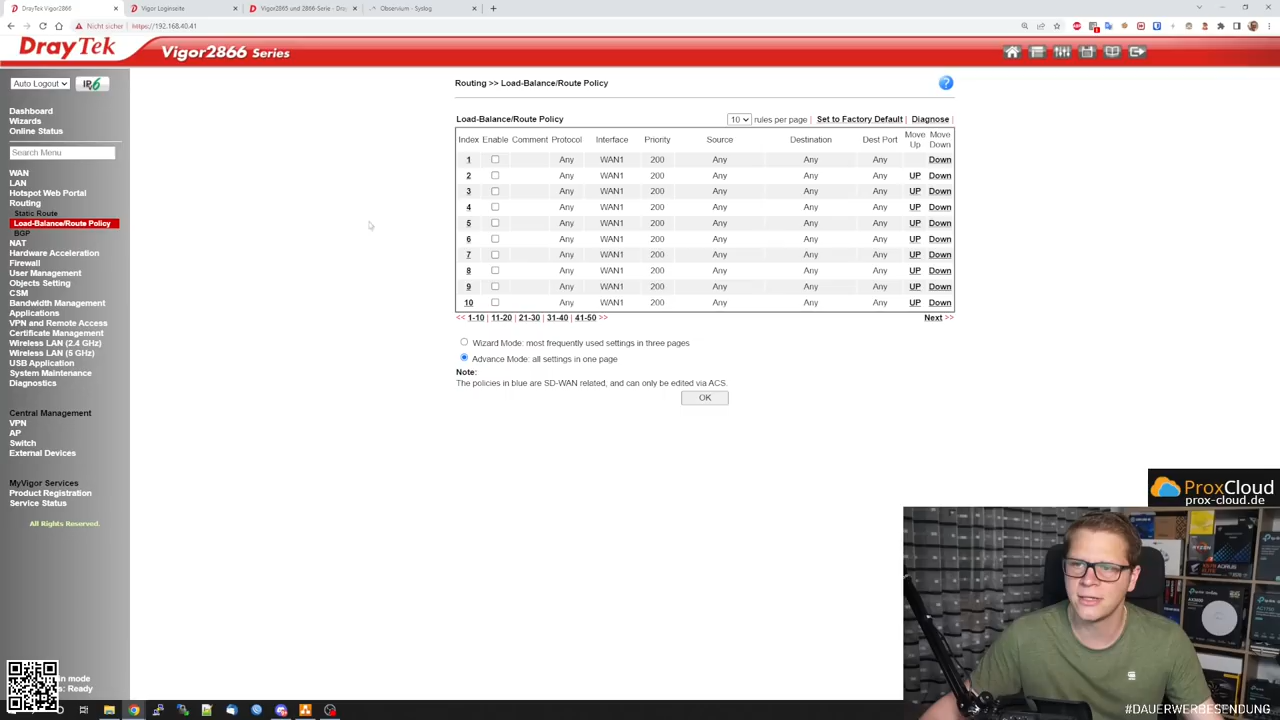 DrayTek Vigor2866
Vigor Loginseite
Vigor2865 und 2866-Serie - Dray
Observium - Syslog
Nicht sicher | https://192.168.40.41
DrayTek Vigor2866 Series
Auto Logout
IPv6
Dashboard
Wizards
Online Status
Search Menu
WAN
LAN
Hotspot Web Portal
Routing
Static Route
Load-Balance/Route Policy
BGP
NAT
Hardware Acceleration
Firewall
User Management
Objects Setting
CSM
Bandwidth Management
Applications
VPN and Remote Access
Certificate Management
Wireless LAN (2.4 GHz)
Wireless LAN (5 GHz)
USB Application
System Maintenance
Diagnostics
Central Management
VPN
AP
Switch
External Devices
MyVigor Services
Product Registration
Service Status
All Rights Reserved.
s: Ready
Routing >> Load-Balance/Route Policy
Load-Balance/Route Policy 10 rules per page | Set to Factory Default | Diagnose |
Index Enable Comment Protocol Interface Priority Source Destination Dest Port Move Up Move Down
1 Any WAN1 200 Any Any Any Down
2 Any WAN1 200 Any Any Any UP Down
3 Any WAN1 200 Any Any Any UP Down
4 Any WAN1 200 Any Any Any UP Down
5 Any WAN1 200 Any Any Any UP Down
6 Any WAN1 200 Any Any Any UP Down
7 Any WAN1 200 Any Any Any UP Down
8 Any WAN1 200 Any Any Any UP Down
9 Any WAN1 200 Any Any Any UP Down
10 Any WAN1 200 Any Any Any UP Down
<< 1-10 | 11-20 | 21-30 | 31-40 | 41-50 >> Next >>
Wizard Mode: most frequently used settings in three pages
Advance Mode: all settings in one page
Note:
The policies in blue are SD-WAN related, and can only be edited via ACS.
OK
ProxCloud
prox-cloud.de
RYZEN
tp-link
#DAUERWERBESENDUNG